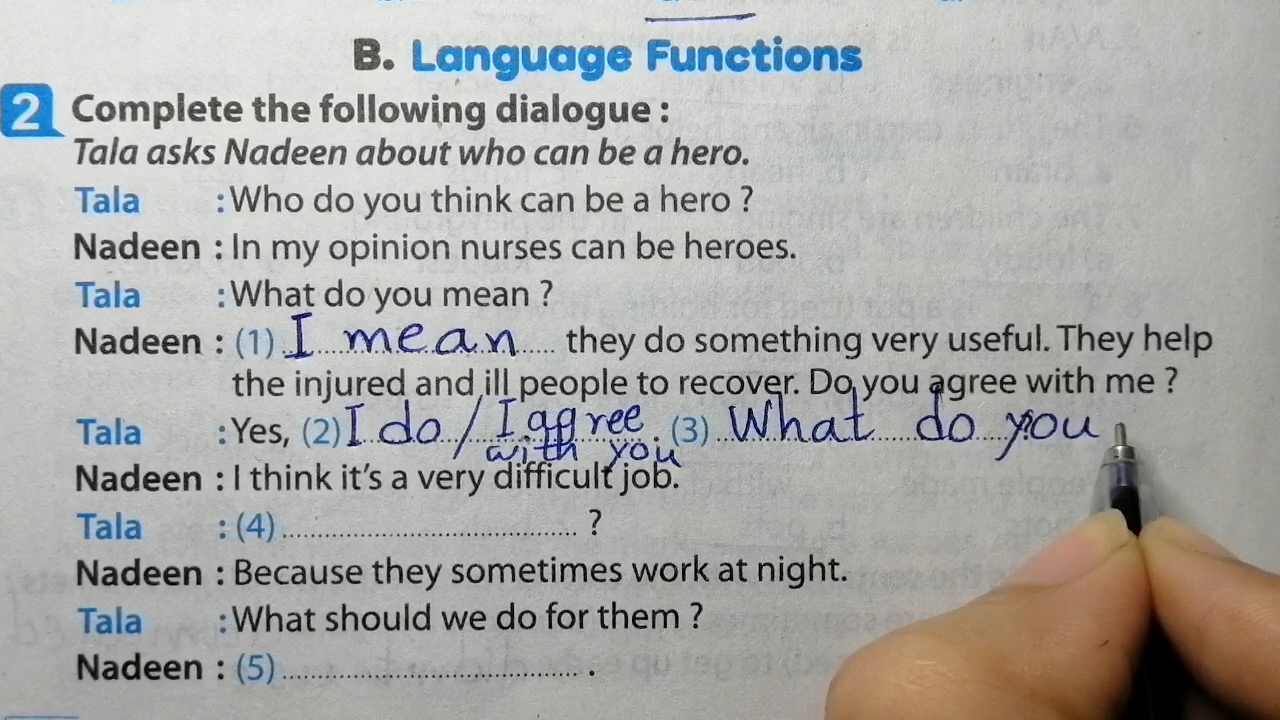 B. Language Functions
2 Complete the following dialogue :
Tala asks Nadeen about who can be a hero.
Tala : Who do you think can be a hero ?
Nadeen : In my opinion nurses can be heroes.
Tala : What do you mean ?
Nadeen : (1) I mean they do something very useful. They help
the injured and ill people to recover. Do you agree with me ?
Tala : Yes, (2) I do / I agree . (3) What do you
with you
Nadeen : I think it's a very difficult job.
Tala : (4) ........................................ ?
Nadeen : Because they sometimes work at night.
Tala : What should we do for them ?
Nadeen : (5) ........................................ .